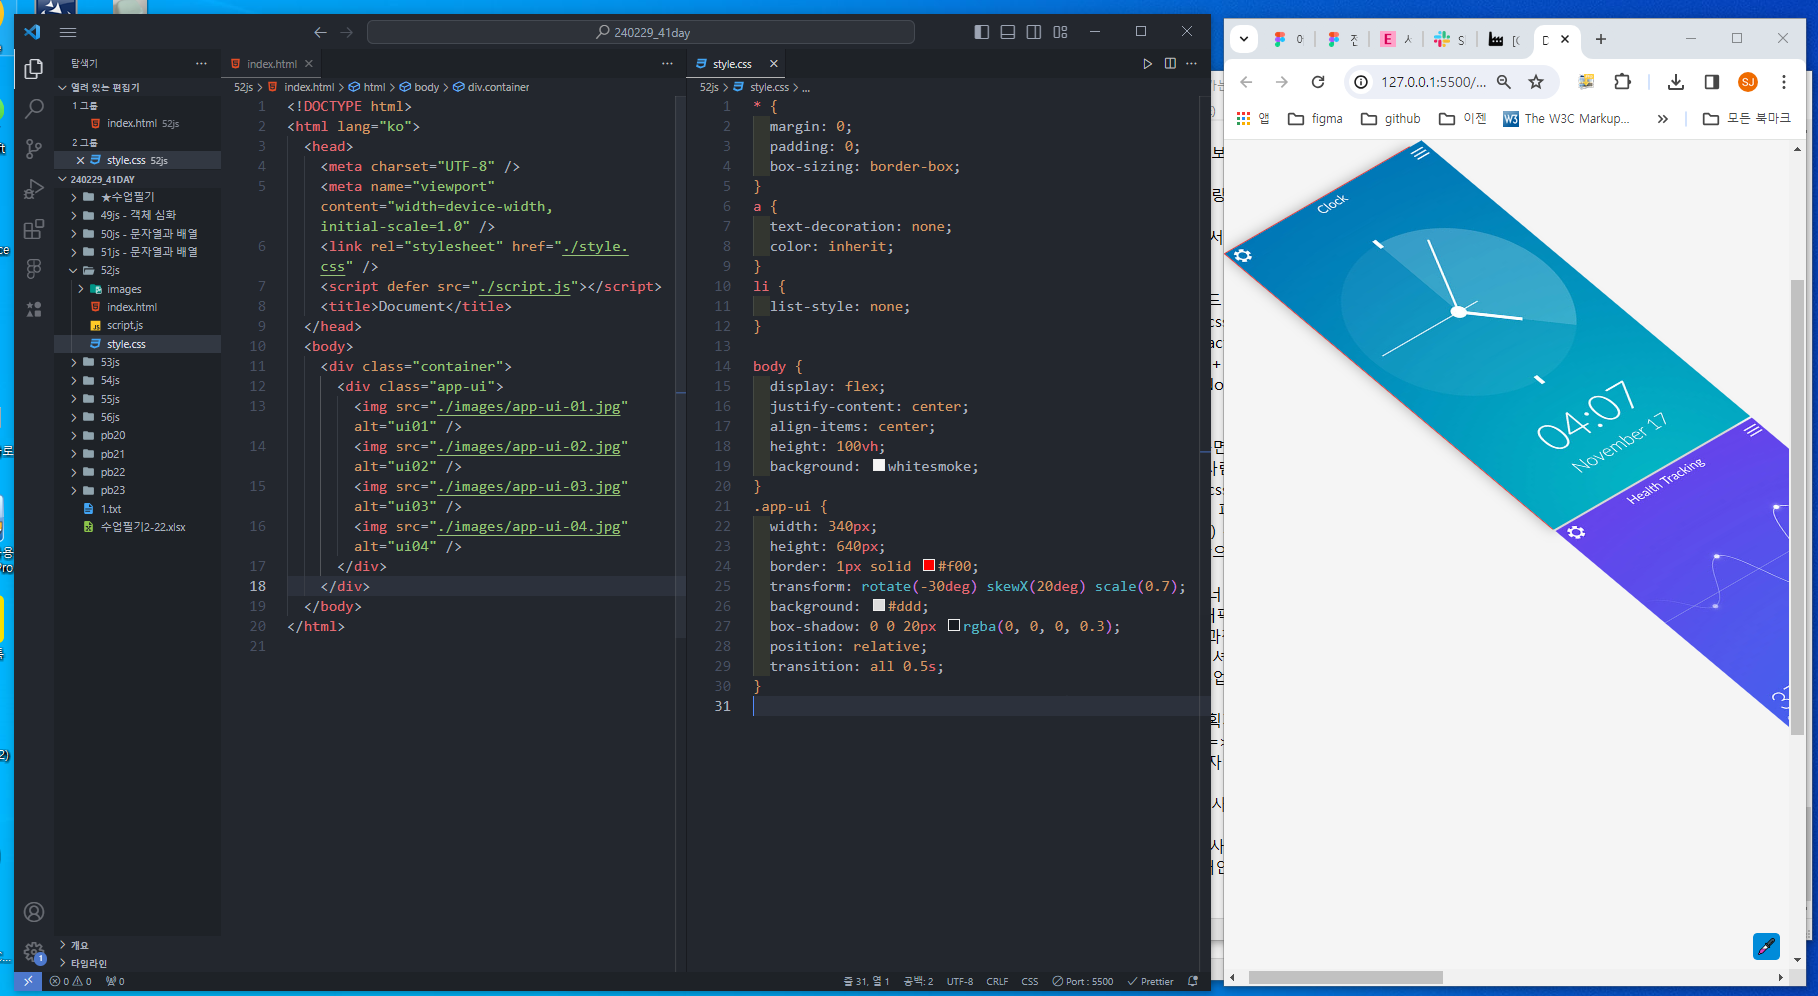 240229_41day
탐색기
열려 있는 편집기
1 그룹
index.html 52js
2 그룹
style.css 52js
240229_41DAY
★수업필기
49js - 객체 심화
50js - 문자열과 배열
51js - 문자열과 배열
52js
images
index.html
script.js
style.css
53js
54js
55js
56js
pb20
pb21
pb22
pb23
1.txt
수업필기2-22.xlsx
개요
타임라인
index.html
52js > index.html > html > body > div.container
1 <!DOCTYPE html>
2 <html lang="ko">
3 <head>
4 <meta charset="UTF-8" />
5 <meta name="viewport"
content="width=device-width,
initial-scale=1.0" />
6 <link rel="stylesheet" href="./style.
css" />
7 <script defer src="./script.js"></script>
8 <title>Document</title>
9 </head>
10 <body>
11 <div class="container">
12 <div class="app-ui">
13 <img src="./images/app-ui-01.jpg"
alt="ui01" />
14 <img src="./images/app-ui-02.jpg"
alt="ui02" />
15 <img src="./images/app-ui-03.jpg"
alt="ui03" />
16 <img src="./images/app-ui-04.jpg"
alt="ui04" />
17 </div>
18 </div>
19 </body>
20 </html>
21
style.css
52js > style.css > ...
1 * {
2 margin: 0;
3 padding: 0;
4 box-sizing: border-box;
5 }
6 a {
7 text-decoration: none;
8 color: inherit;
9 }
10 li {
11 list-style: none;
12 }
13
14 body {
15 display: flex;
16 justify-content: center;
17 align-items: center;
18 height: 100vh;
19 background: whitesmoke;
20 }
21 .app-ui {
22 width: 340px;
23 height: 640px;
24 border: 1px solid #f00;
25 transform: rotate(-30deg) skewX(20deg) scale(0.7);
26 background: #ddd;
27 box-shadow: 0 0 20px rgba(0, 0, 0, 0.3);
28 position: relative;
29 transition: all 0.5s;
30 }
31
0 0 0
줄 31, 열 1 공백: 2 UTF-8 CRLF CSS Port : 5500 Prettier
127.0.0.1:5500/...
SJ
앱 figma github 이젠 The W3C Markup... » 모든 북마크
Clock
04:07
November 17
Health Tracking